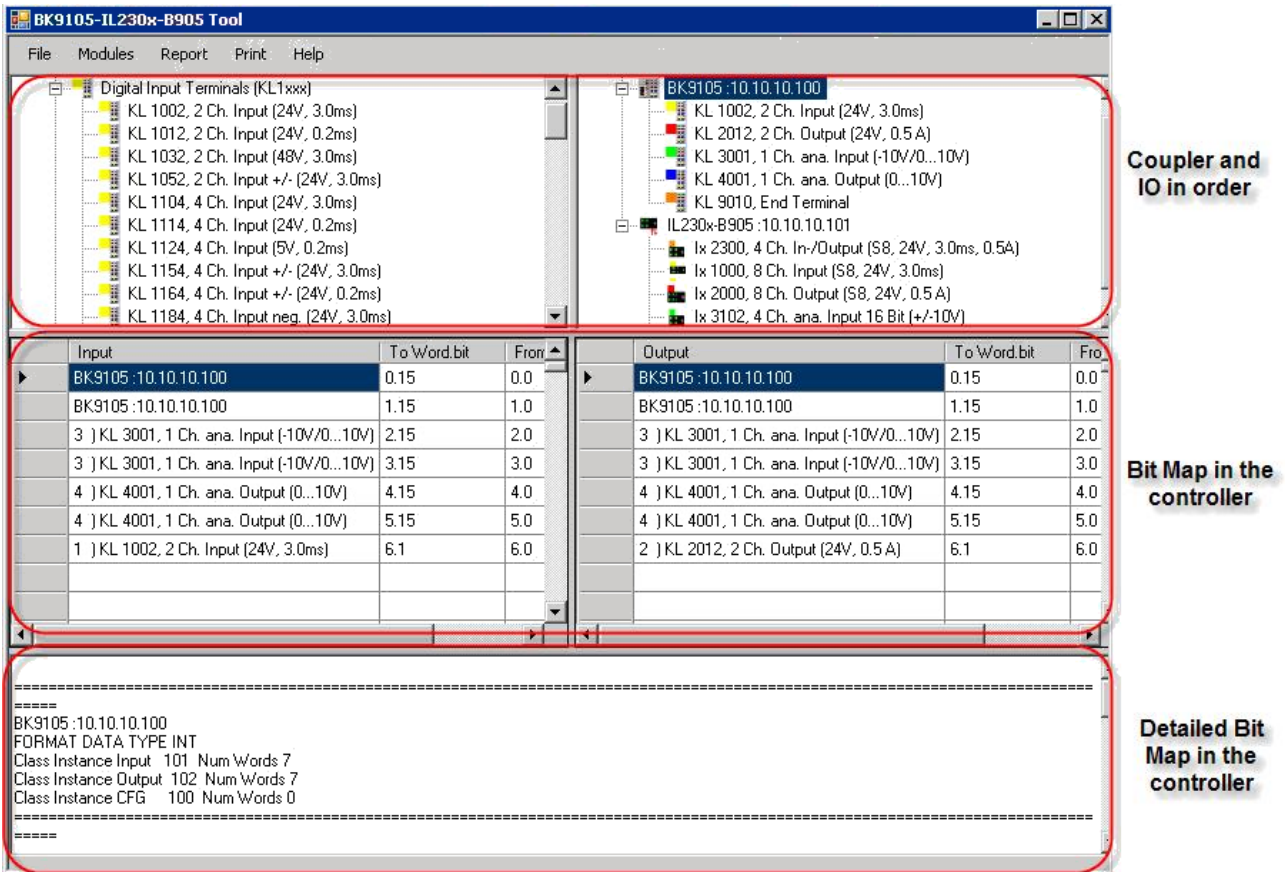 BK9105-IL230x-B905 Tool
File Modules Report Print Help
Digital Input Terminals (KL1xxx)
KL 1002, 2 Ch. Input (24V, 3.0ms)
KL 1012, 2 Ch. Input (24V, 0.2ms)
KL 1032, 2 Ch. Input (48V, 3.0ms)
KL 1052, 2 Ch. Input +/- (24V, 3.0ms)
KL 1104, 4 Ch. Input (24V, 3.0ms)
KL 1114, 4 Ch. Input (24V, 0.2ms)
KL 1124, 4 Ch. Input (5V, 0.2ms)
KL 1154, 4 Ch. Input +/- (24V, 3.0ms)
KL 1164, 4 Ch. Input +/- (24V, 0.2ms)
KL 1184, 4 Ch. Input neg. (24V, 3.0ms)
BK9105 :10.10.10.100
KL 1002, 2 Ch. Input (24V, 3.0ms)
KL 2012, 2 Ch. Output (24V, 0.5 A)
KL 3001, 1 Ch. ana. Input (-10V/0...10V)
KL 4001, 1 Ch. ana. Output (0...10V)
KL 9010, End Terminal
IL230x-B905 :10.10.10.101
Ix 2300, 4 Ch. In-/Output (S8, 24V, 3.0ms, 0.5A)
Ix 1000, 8 Ch. Input (S8, 24V, 3.0ms)
Ix 2000, 8 Ch. Output (S8, 24V, 0.5 A)
Ix 3102, 4 Ch. ana. Input 16 Bit (+/-10V)
Coupler and
IO in order
Input To Word.bit From
BK9105 :10.10.10.100 0.15 0.0
BK9105 :10.10.10.100 1.15 1.0
3 ) KL 3001, 1 Ch. ana. Input (-10V/0...10V) 2.15 2.0
3 ) KL 3001, 1 Ch. ana. Input (-10V/0...10V) 3.15 3.0
4 ) KL 4001, 1 Ch. ana. Output (0...10V) 4.15 4.0
4 ) KL 4001, 1 Ch. ana. Output (0...10V) 5.15 5.0
1 ) KL 1002, 2 Ch. Input (24V, 3.0ms) 6.1 6.0
Output To Word.bit Fro
BK9105 :10.10.10.100 0.15 0.0
BK9105 :10.10.10.100 1.15 1.0
3 ) KL 3001, 1 Ch. ana. Input (-10V/0...10V) 2.15 2.0
3 ) KL 3001, 1 Ch. ana. Input (-10V/0...10V) 3.15 3.0
4 ) KL 4001, 1 Ch. ana. Output (0...10V) 4.15 4.0
4 ) KL 4001, 1 Ch. ana. Output (0...10V) 5.15 5.0
2 ) KL 2012, 2 Ch. Output (24V, 0.5 A) 6.1 6.0
Bit Map in the
controller
=====
BK9105 :10.10.10.100
FORMAT DATA TYPE INT
Class Instance Input 101 Num Words 7
Class Instance Output 102 Num Words 7
Class Instance CFG 100 Num Words 0
=====
Detailed Bit
Map in the
controller